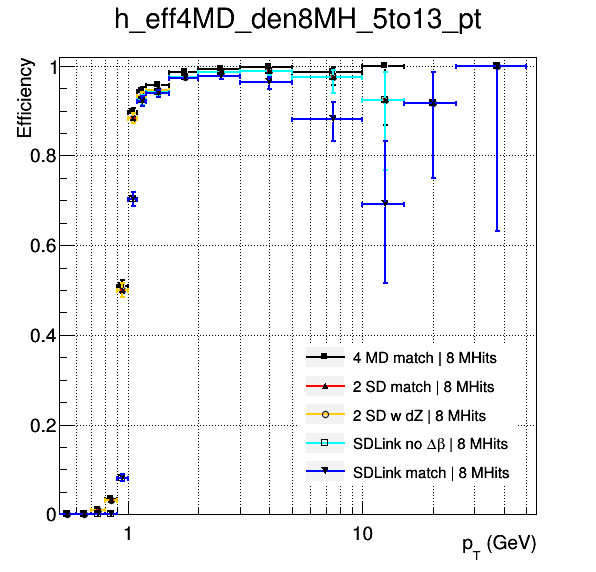 h_eff4MD_den8MH_5to13_pt
Efficiency
1
0.8
0.6
0.4
0.2
0
4 MD match | 8 MHits
2 SD match | 8 MHits
2 SD w dZ | 8 MHits
SDLink no Δβ | 8 MHits
SDLink match | 8 MHits
1 10
p_T (GeV)